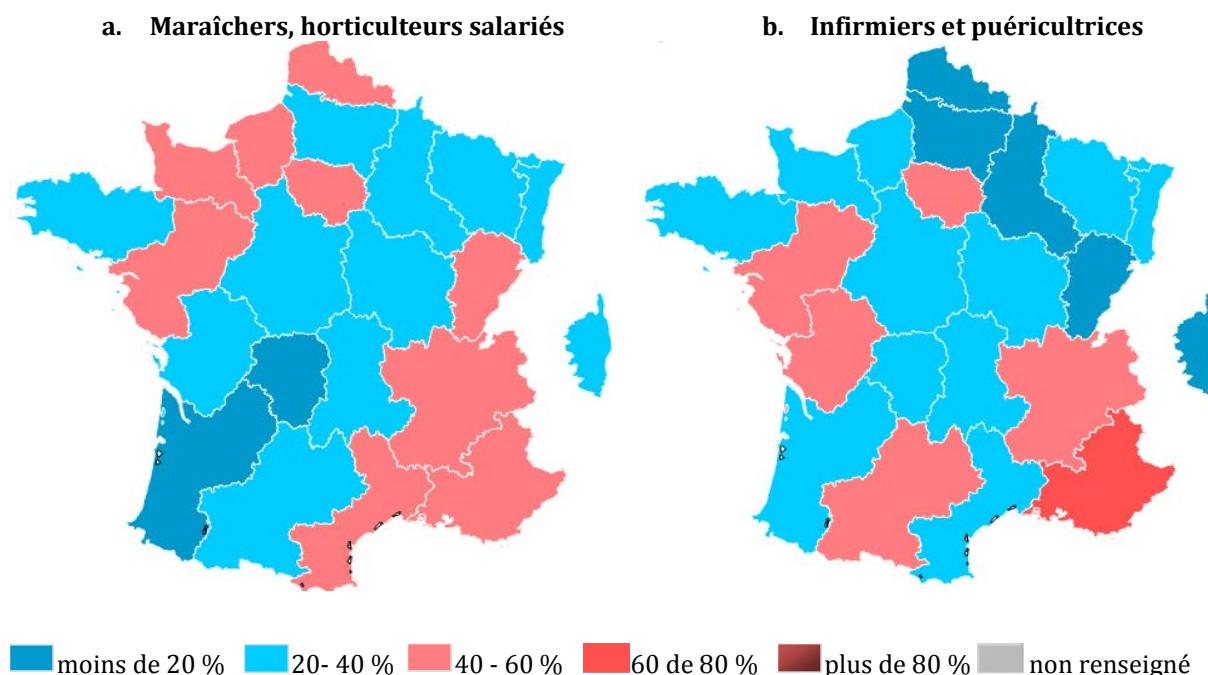 a. Maraîchers, horticulteurs salariés b. Infirmiers et puéricultrices
moins de 20 % 20- 40 % 40 - 60 % 60 de 80 % plus de 80 % non renseigné